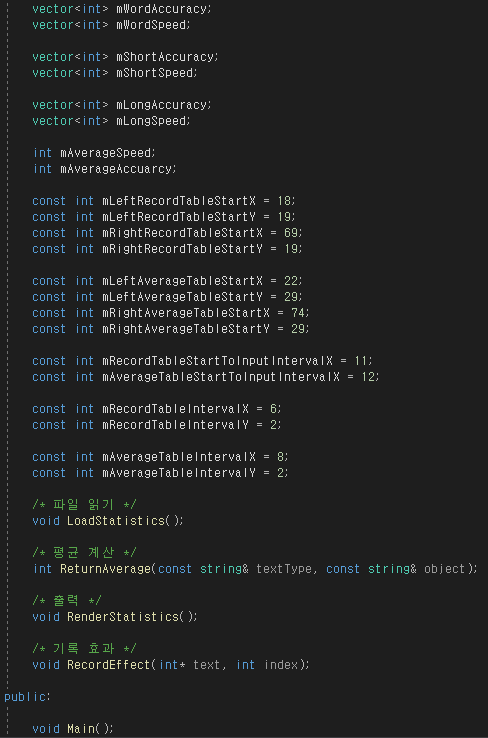 vector<int> mWordAccuracy;
vector<int> mWordSpeed;
vector<int> mShortAccuracy;
vector<int> mShortSpeed;
vector<int> mLongAccuracy;
vector<int> mLongSpeed;
int mAverageSpeed;
int mAverageAccuarcy;
const int mLeftRecordTableStartX = 18;
const int mLeftRecordTableStartY = 19;
const int mRightRecordTableStartX = 69;
const int mRightRecordTableStartY = 19;
const int mLeftAverageTableStartX = 22;
const int mLeftAverageTableStartY = 29;
const int mRightAverageTableStartX = 74;
const int mRightAverageTableStartY = 29;
const int mRecordTableStartToInputIntervalX = 11;
const int mAverageTableStartToInputIntervalX = 12;
const int mRecordTableIntervalX = 6;
const int mRecordTableIntervalY = 2;
const int mAverageTableIntervalX = 8;
const int mAverageTableIntervalY = 2;
/* 파일 읽기 */
void LoadStatistics();
/* 평균 계산 */
int ReturnAverage(const string& textType, const string& object);
/* 출력 */
void RenderStatistics();
/* 기록 효과 */
void RecordEffect(int* text, int index);
public:
void Main();